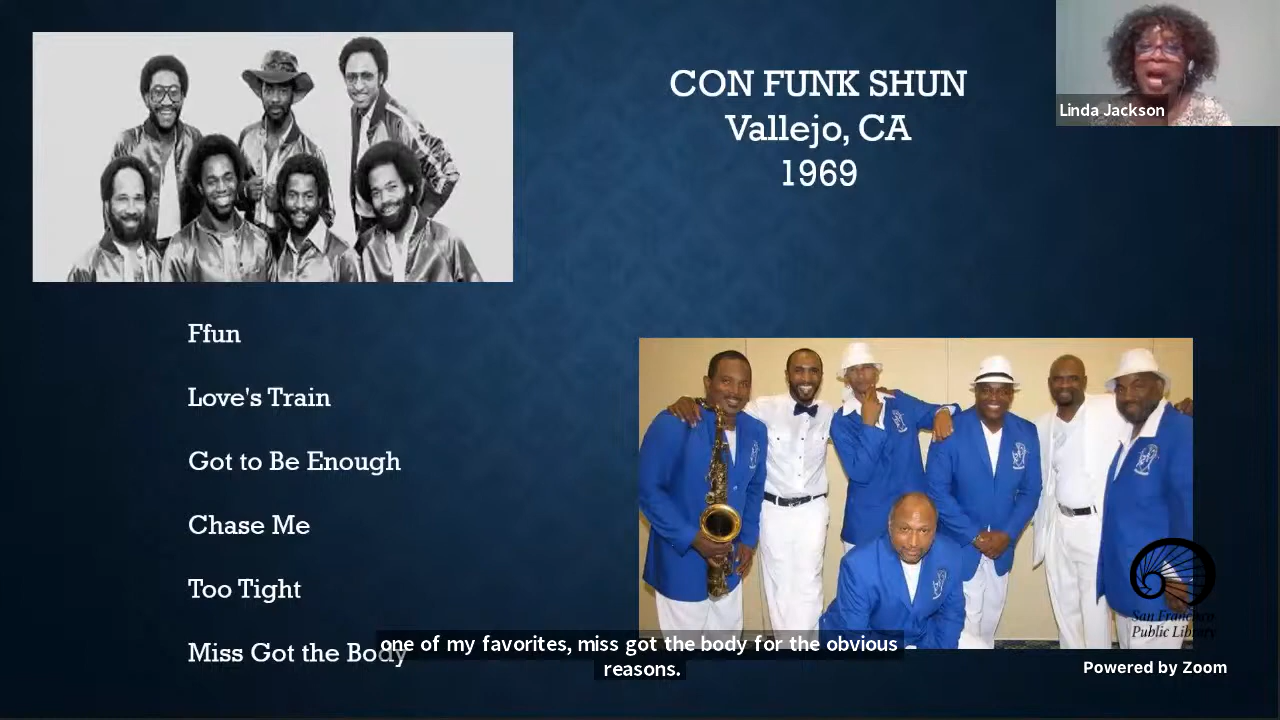 CON FUNK SHUN
Vallejo, CA
1969
Linda Jackson
Ffun
Love's Train
Got to Be Enough
Chase Me
Too Tight
Miss Got the Body
one of my favorites, miss got the body for the obvious
reasons.
San Francisco
Public Library
Powered by Zoom